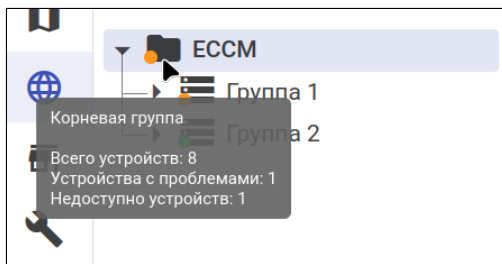 ECCM
Группа 1
Группа 2
Корневая группа
Всего устройств: 8
Устройства с проблемами: 1
Недоступно устройств: 1